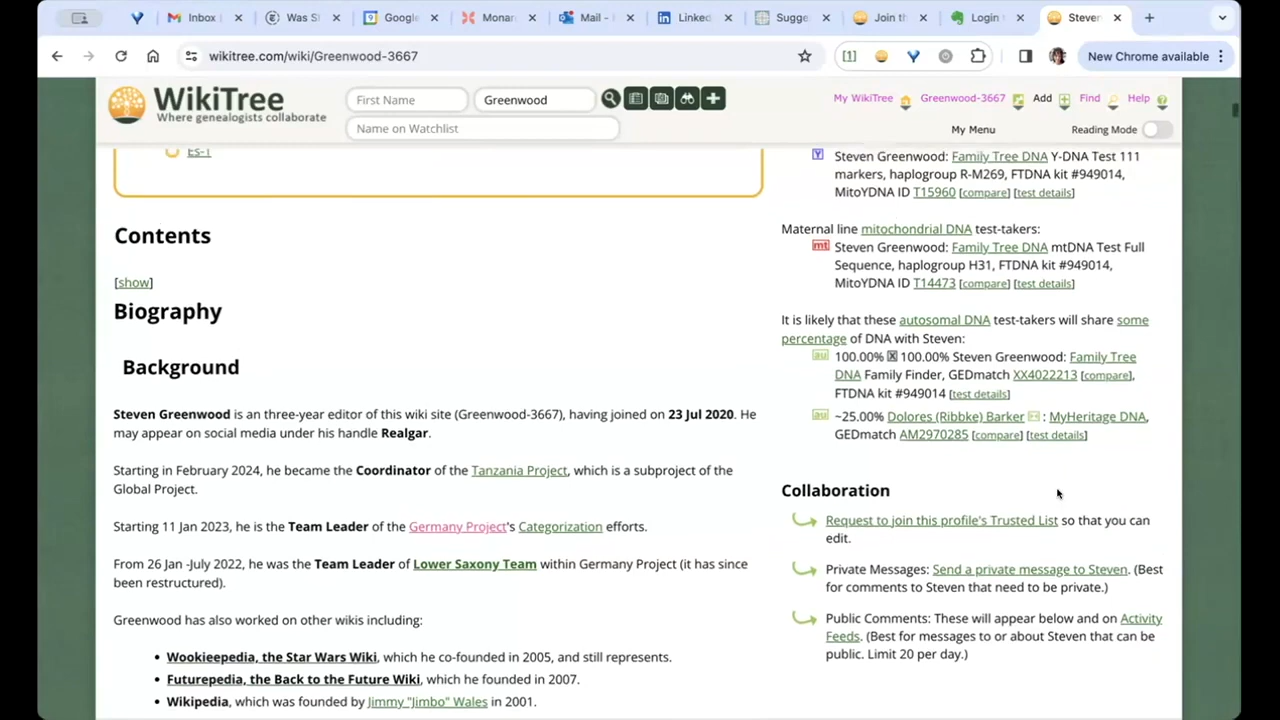 Inbox
Was S
Google
Monar
Mail -
Linked
Sugge
Join th
Login
Steven
wikitree.com/wiki/Greenwood-3667
[1]
New Chrome available
WikiTree
Where genealogists collaborate
First Name
Greenwood
Name on Watchlist
My WikiTree
Greenwood-3667
Add
Find
Help
My Menu
Reading Mode
Es-1
Contents
[show]
Biography
Background
Steven Greenwood is an three-year editor of this wiki site (Greenwood-3667), having joined on 23 Jul 2020. He
may appear on social media under his handle Realgar.
Starting in February 2024, he became the Coordinator of the Tanzania Project, which is a subproject of the
Global Project.
Starting 11 Jan 2023, he is the Team Leader of the Germany Project's Categorization efforts.
From 26 Jan -July 2022, he was the Team Leader of Lower Saxony Team within Germany Project (it has since
been restructured).
Greenwood has also worked on other wikis including:
• Wookieepedia, the Star Wars Wiki, which he co-founded in 2005, and still represents.
• Futurepedia, the Back to the Future Wiki, which he founded in 2007.
• Wikipedia, which was founded by Jimmy "Jimbo" Wales in 2001.
Y
Steven Greenwood: Family Tree DNA Y-DNA Test 111
markers, haplogroup R-M269, FTDNA kit #949014,
MitoYDNA ID T15960 [compare] [test details]
Maternal line mitochondrial DNA test-takers:
mt
Steven Greenwood: Family Tree DNA mtDNA Test Full
Sequence, haplogroup H31, FTDNA kit #949014,
MitoYDNA ID T14473 [compare] [test details]
It is likely that these autosomal DNA test-takers will share some
percentage of DNA with Steven:
au
100.00% X 100.00% Steven Greenwood: Family Tree
DNA Family Finder, GEDmatch XX4022213 [compare],
FTDNA kit #949014 [test details]
au
~25.00% Dolores (Ribbke) Barker : MyHeritage DNA,
GEDmatch AM2970285 [compare] [test details]
Collaboration
Request to join this profile's Trusted List so that you can
edit.
Private Messages: Send a private message to Steven. (Best
for comments to Steven that need to be private.)
Public Comments: These will appear below and on Activity
Feeds. (Best for messages to or about Steven that can be
public. Limit 20 per day.)